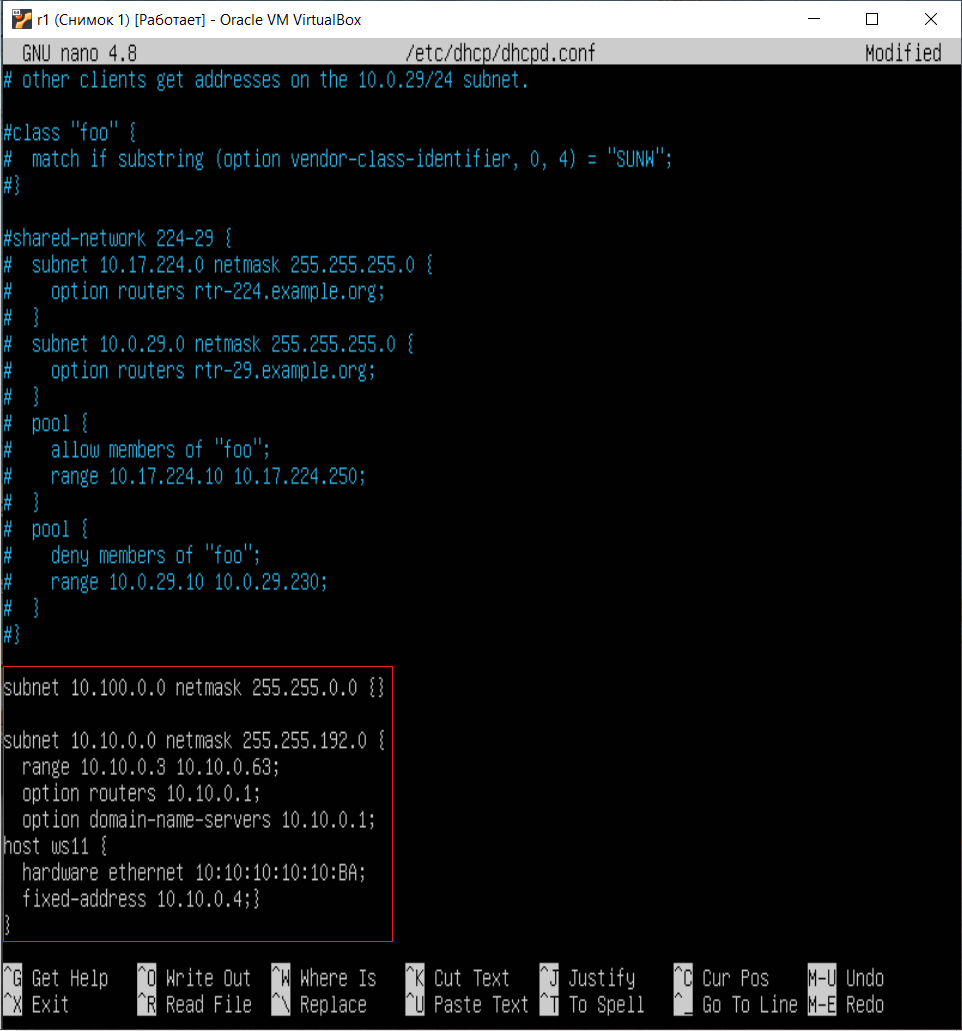 r1 (Снимок 1) [Работает] - Oracle VM VirtualBox
GNU nano 4.8 /etc/dhcp/dhcpd.conf Modified
# other clients get addresses on the 10.0.29/24 subnet.
#class "foo" {
#  match if substring (option vendor-class-identifier, 0, 4) = "SUNW";
#}
#shared-network 224-29 {
#  subnet 10.17.224.0 netmask 255.255.255.0 {
#    option routers rtr-224.example.org;
#  }
#  subnet 10.0.29.0 netmask 255.255.255.0 {
#    option routers rtr-29.example.org;
#  }
#  pool {
#    allow members of "foo";
#    range 10.17.224.10 10.17.224.250;
#  }
#  pool {
#    deny members of "foo";
#    range 10.0.29.10 10.0.29.230;
#  }
#}
subnet 10.100.0.0 netmask 255.255.0.0 {}
subnet 10.10.0.0 netmask 255.255.192.0 {
  range 10.10.0.3 10.10.0.63;
  option routers 10.10.0.1;
  option domain-name-servers 10.10.0.1;
host ws11 {
  hardware ethernet 10:10:10:10:10:BA;
  fixed-address 10.10.0.4;}
}
^G Get Help ^O Write Out ^W Where Is ^K Cut Text ^J Justify ^C Cur Pos M-U Undo
^X Exit ^R Read File ^\ Replace ^U Paste Text ^T To Spell ^_ Go To Line M-E Redo